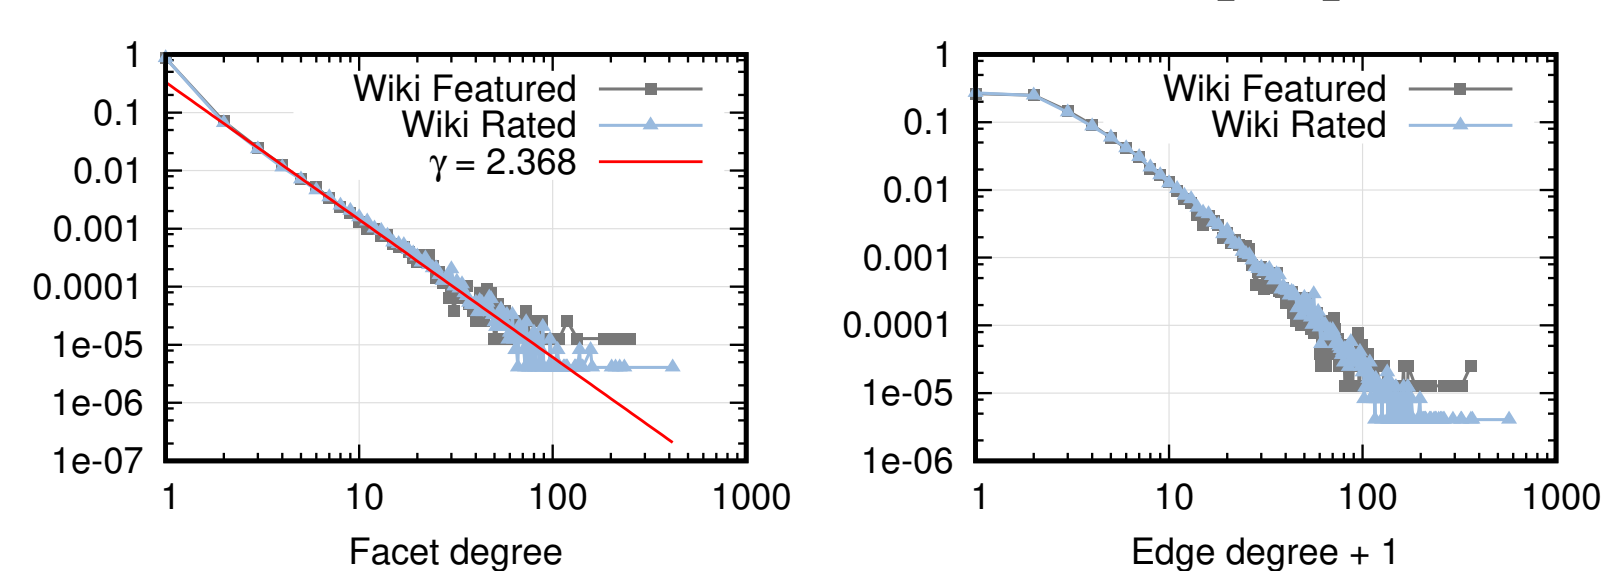 1
0.1
0.01
0.001
0.0001
1e-05
1e-06
1e-07
1 10 100 1000
Facet degree
Wiki Featured
Wiki Rated
γ = 2.368
1
0.1
0.01
0.001
0.0001
1e-05
1e-06
1 10 100 1000
Edge degree + 1
Wiki Featured
Wiki Rated